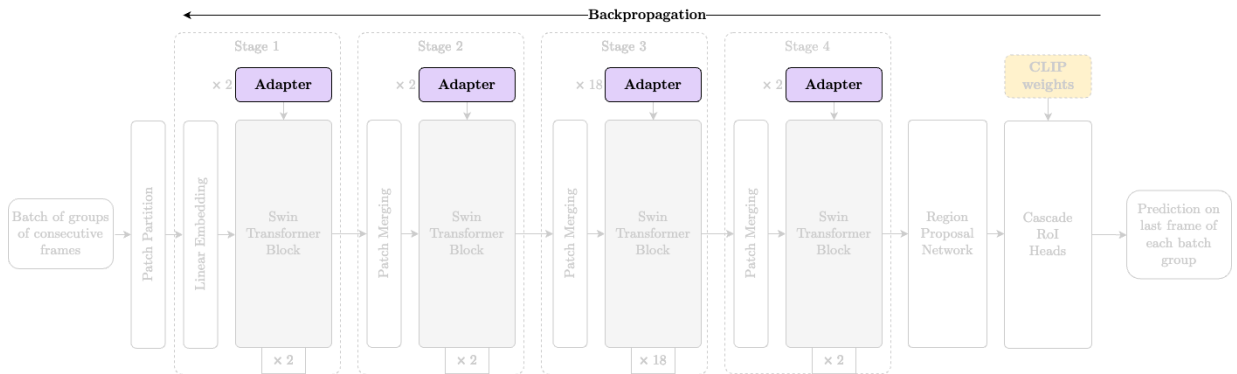 Backpropagation
Stage 1
Stage 2
Stage 3
Stage 4
× 2
Adapter
× 2
Adapter
× 18
Adapter
× 2
Adapter
CLIP
weights
Batch of groups
of consecutive
frames
Patch Partition
Linear Embedding
Swin
Transformer
Block
Patch Merging
Swin
Transformer
Block
Patch Merging
Swin
Transformer
Block
Patch Merging
Swin
Transformer
Block
Region
Proposal
Network
Cascade
RoI
Heads
Prediction on
last frame of
each batch
group
× 2
× 2
× 18
× 2